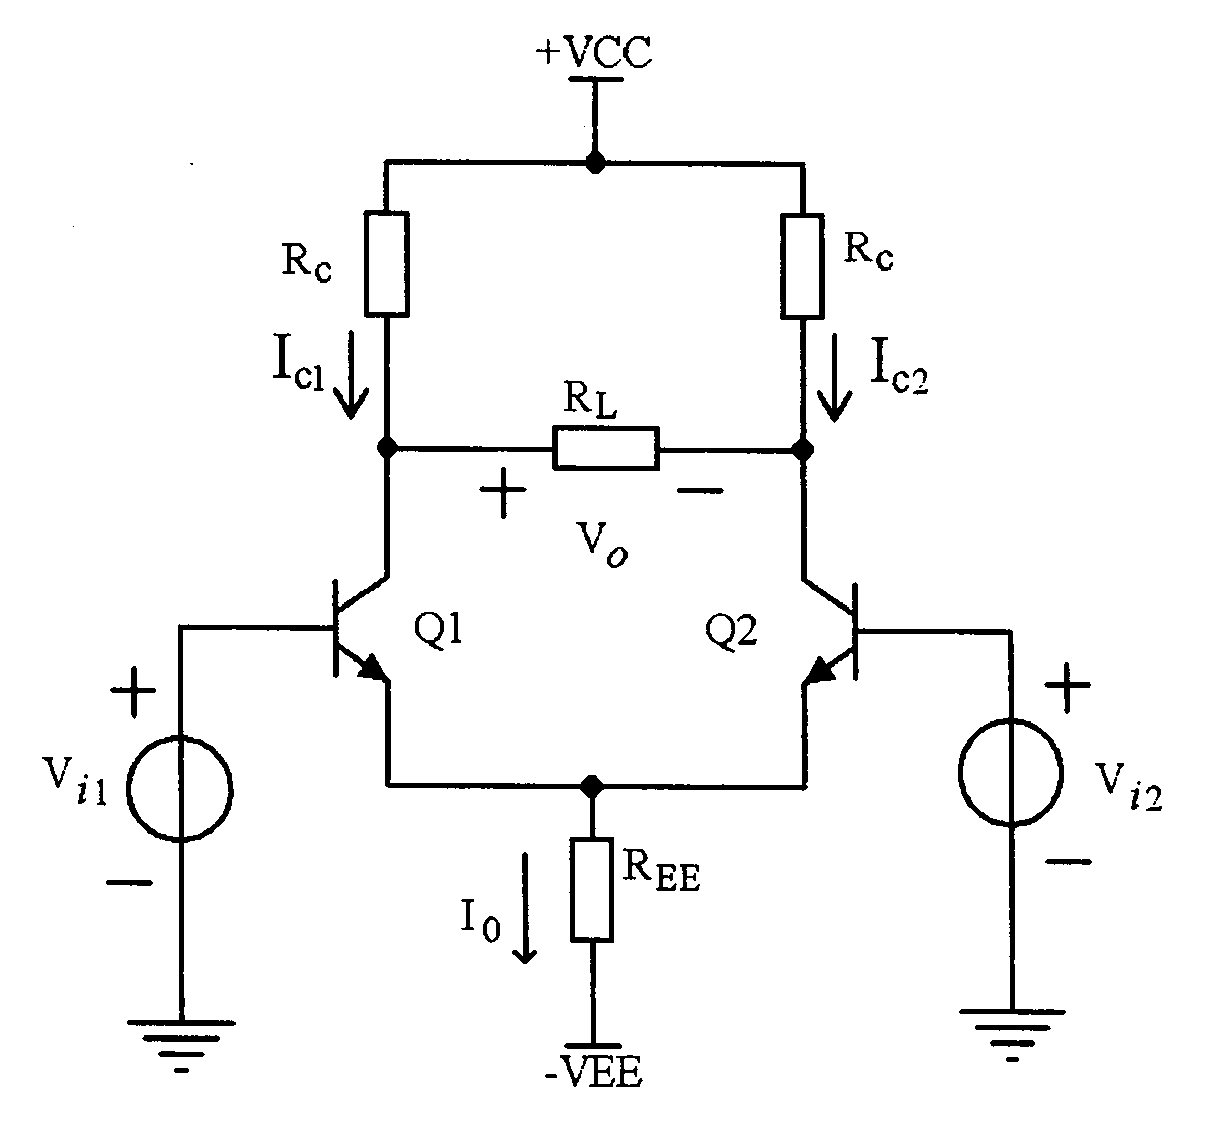 +VCC
Rc
Rc
Ic1
Ic2
RL
+
−
Vo
Q1
Q2
+
+
Vi1
Vi2
−
−
REE
I0
-VEE